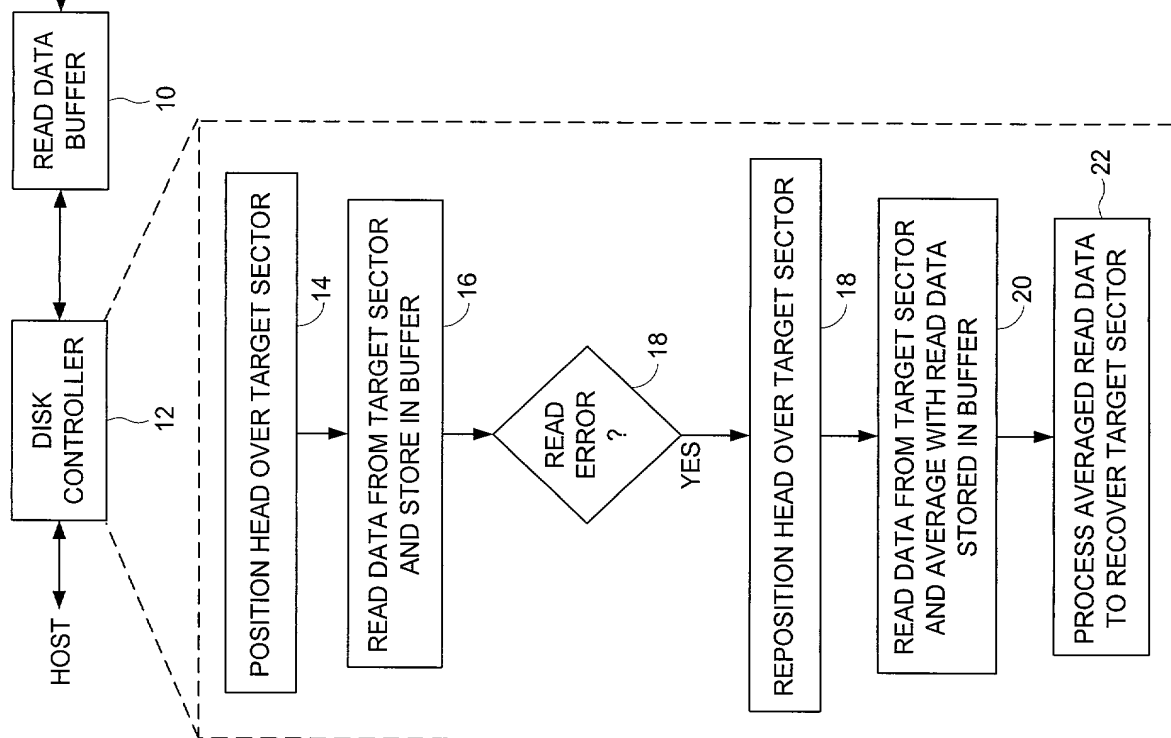 HOST
DISK
CONTROLLER
12
READ DATA
BUFFER
10
POSITION HEAD OVER TARGET SECTOR
14
READ DATA FROM TARGET SECTOR
AND STORE IN BUFFER
16
READ
ERROR
?
18
YES
REPOSITION HEAD OVER TARGET SECTOR
18
READ DATA FROM TARGET SECTOR
AND AVERAGE WITH READ DATA
STORED IN BUFFER
20
PROCESS AVERAGED READ DATA
TO RECOVER TARGET SECTOR
22